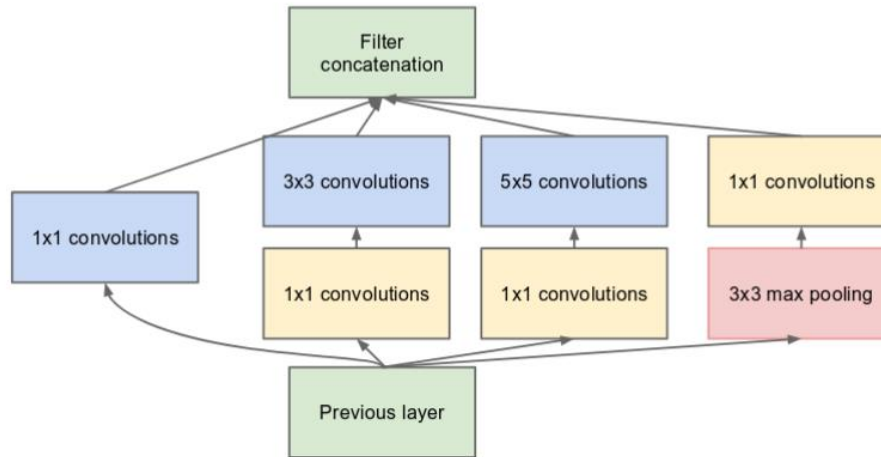 Filter
concatenation
3x3 convolutions
5x5 convolutions
1x1 convolutions
1x1 convolutions
1x1 convolutions
1x1 convolutions
3x3 max pooling
Previous layer